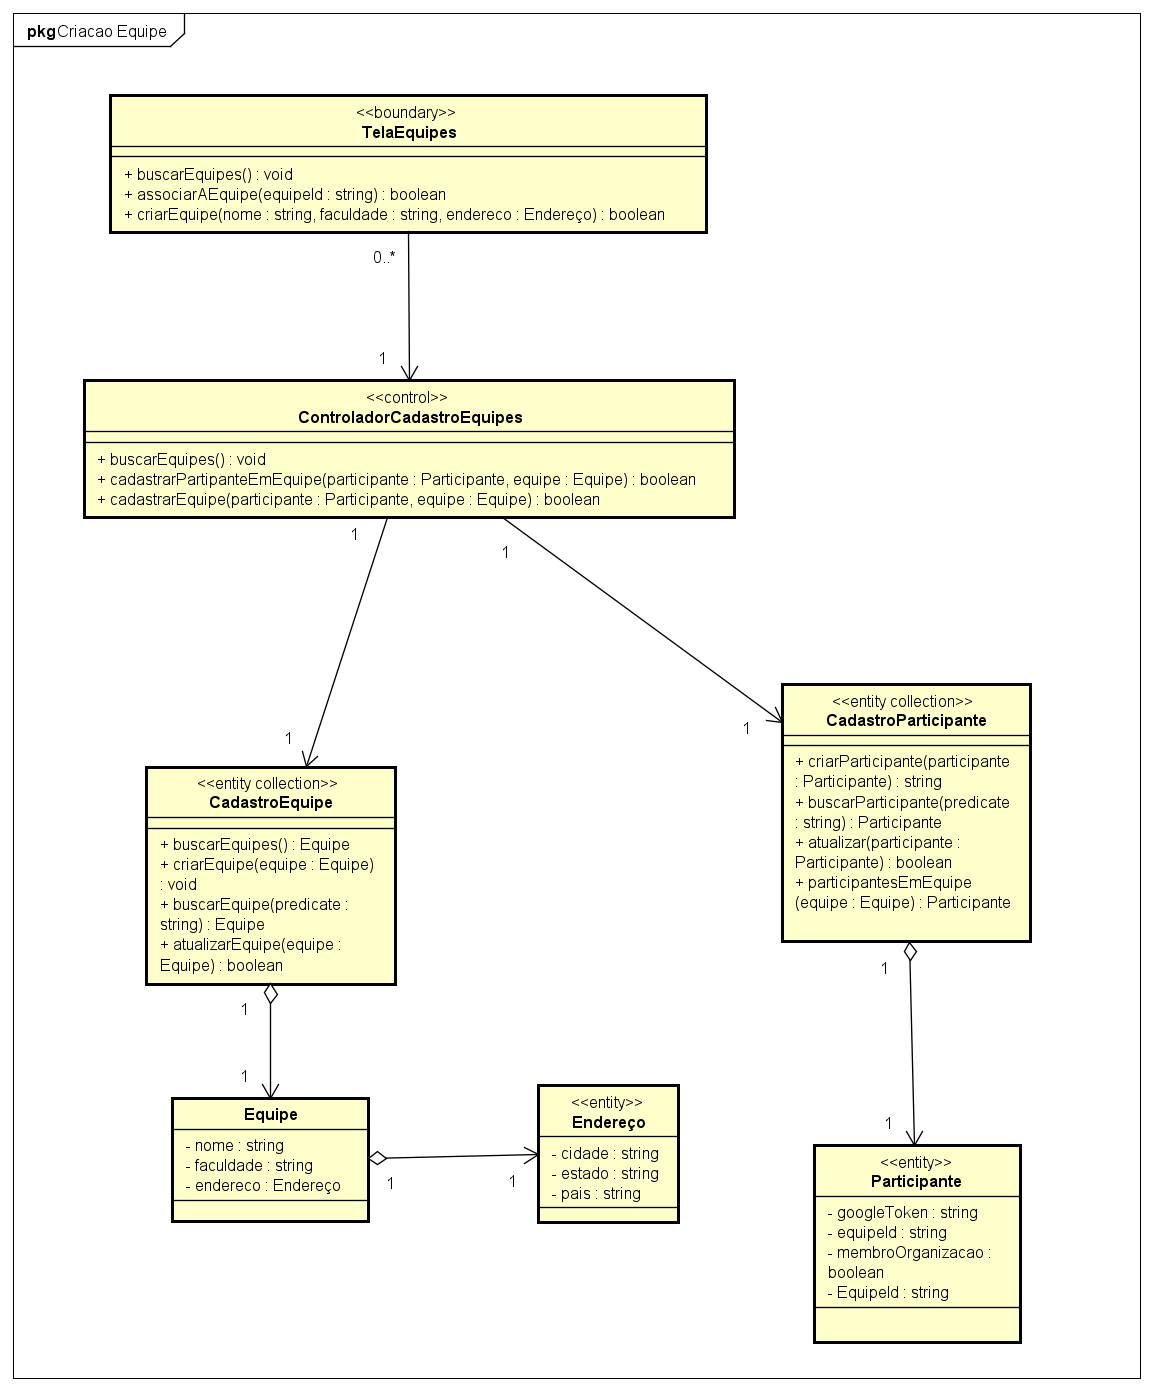 pkgCriacao Equipe
<<boundary>>
TelaEquipes
+ buscarEquipes() : void
+ associarAEquipe(equipeId : string) : boolean
+ criarEquipe(nome : string, faculdade : string, endereco : Endereço) : boolean
0..*
1
<<control>>
ControladorCadastroEquipes
+ buscarEquipes() : void
+ cadastrarPartipanteEmEquipe(participante : Participante, equipe : Equipe) : boolean
+ cadastrarEquipe(participante : Participante, equipe : Equipe) : boolean
1
1
1
1
<<entity collection>>
CadastroParticipante
+ criarParticipante(participante
: Participante) : string
+ buscarParticipante(predicate
: string) : Participante
+ atualizar(participante :
Participante) : boolean
+ participantesEmEquipe
(equipe : Equipe) : Participante
<<entity collection>>
CadastroEquipe
+ buscarEquipes() : Equipe
+ criarEquipe(equipe : Equipe)
: void
+ buscarEquipe(predicate :
string) : Equipe
+ atualizarEquipe(equipe :
Equipe) : boolean
1
1
1
1
Equipe
- nome : string
- faculdade : string
- endereco : Endereço
1
1
<<entity>>
Endereço
- cidade : string
- estado : string
- pais : string
<<entity>>
Participante
- googleToken : string
- equipeId : string
- membroOrganizacao :
boolean
- EquipeId : string